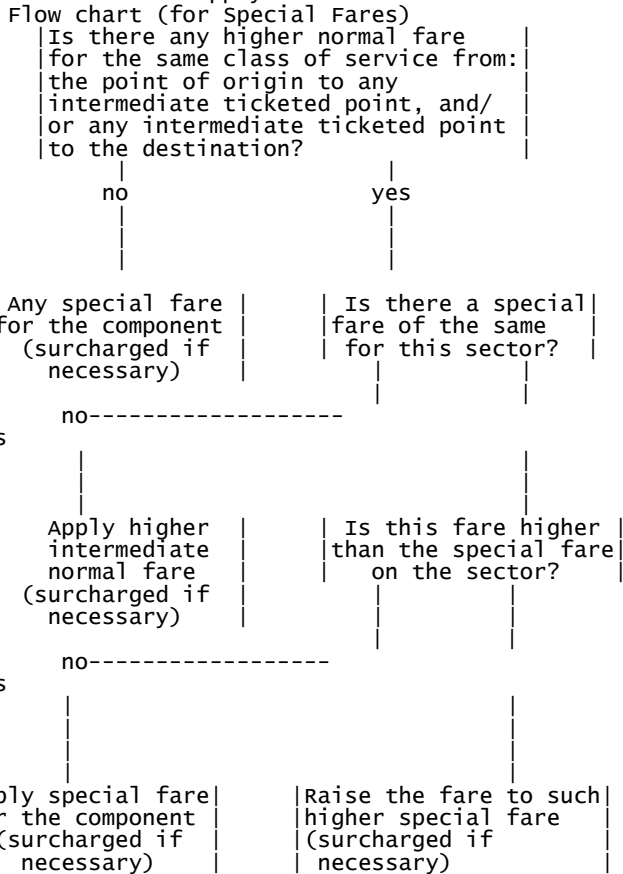 Flow chart (for Special Fares)
|Is there any higher normal fare |
|for the same class of service from:|
|the point of origin to any |
|intermediate ticketed point, and/ |
|or any intermediate ticketed point |
|to the destination? |
| |
no yes
| |
| |
| |
Any special fare | | Is there a special|
for the component | |fare of the same |
(surcharged if | | for this sector? |
necessary) | | |
| |
no-------------------
s
| |
| |
| |
Apply higher | | Is this fare higher |
intermediate | |than the special fare|
normal fare | | on the sector? |
(surcharged if | | |
necessary) | | |
| |
no------------------
s
| |
| |
| |
| |
ply special fare| |Raise the fare to such|
r the component | |higher special fare |
(surcharged if | |(surcharged if |
necessary) | | necessary) |